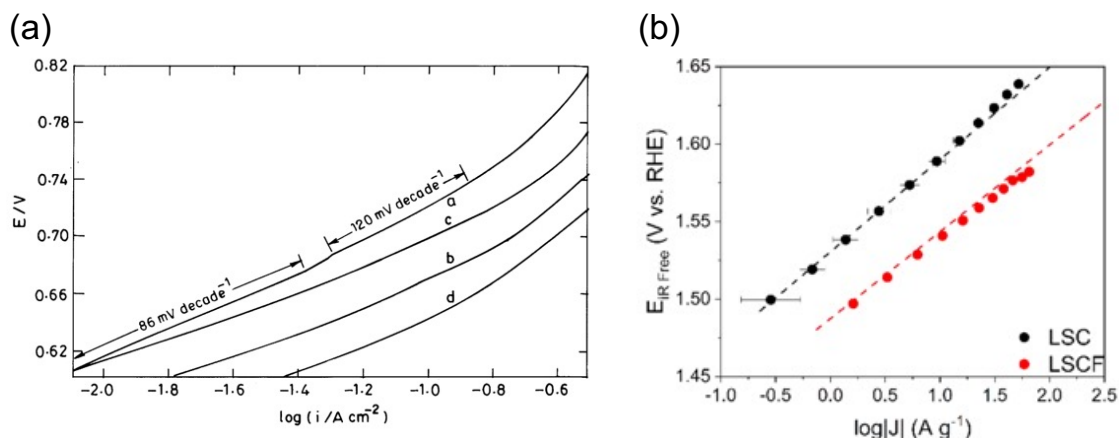 (a)
(b)
0·82
0·78
0·74
0·70
0·66
0·62
E/V
86 mV decade⁻¹
120 mV decade⁻¹
a
c
b
d
-2.0
-1.8
-1.6
-1.4
-1.2
-1.0
-0.8
-0.6
log (i/A cm⁻²)
1.65
1.60
1.55
1.50
1.45
E iR Free (V vs. RHE)
LSC
LSCF
-1.0
-0.5
0.0
0.5
1.0
1.5
2.0
2.5
log|J| (A g⁻¹)